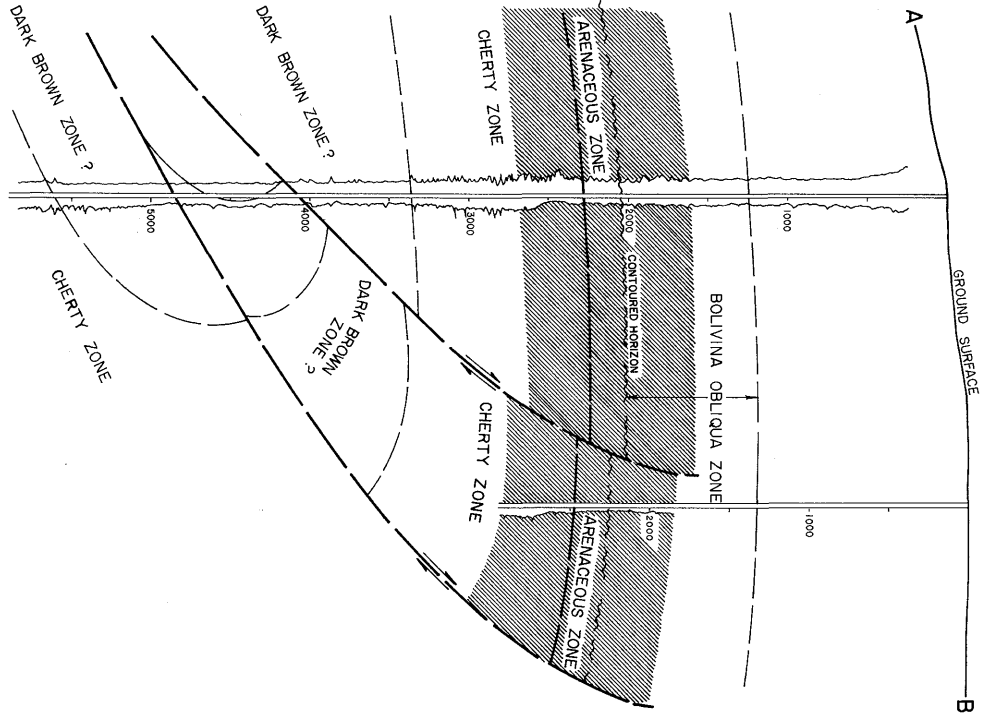 A
GROUND SURFACE
B
1000
1000
BOLIVINA OBLIQUA ZONE
2000
CONTOURED HORIZON
2000
ARENACEOUS ZONE
ARENACEOUS ZONE
CHERTY ZONE
3000
CHERTY ZONE
DARK BROWN ZONE ?
4000
DARK BROWN
ZONE ?
DARK BROWN ZONE ?
5000
CHERTY ZONE